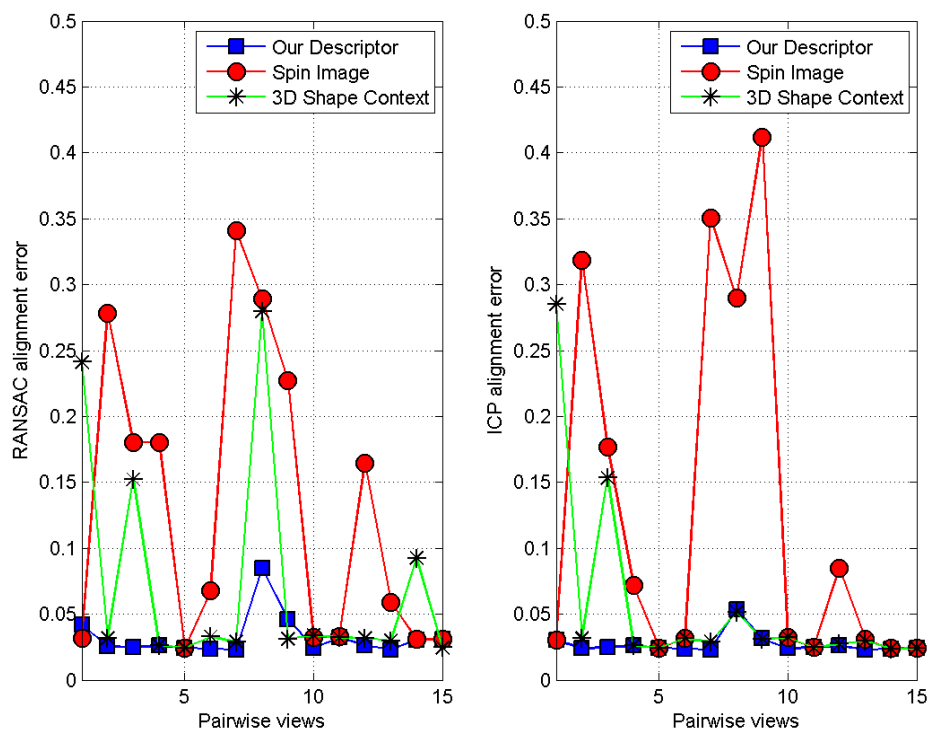 0.5
0.45
0.4
0.35
0.3
0.25
0.2
0.15
0.1
0.05
0
RANSAC alignment error
Our Descriptor
Spin Image
3D Shape Context
5
10
15
Pairwise views
0.5
0.45
0.4
0.35
0.3
0.25
0.2
0.15
0.1
0.05
0
ICP alignment error
Our Descriptor
Spin Image
3D Shape Context
5
10
15
Pairwise views